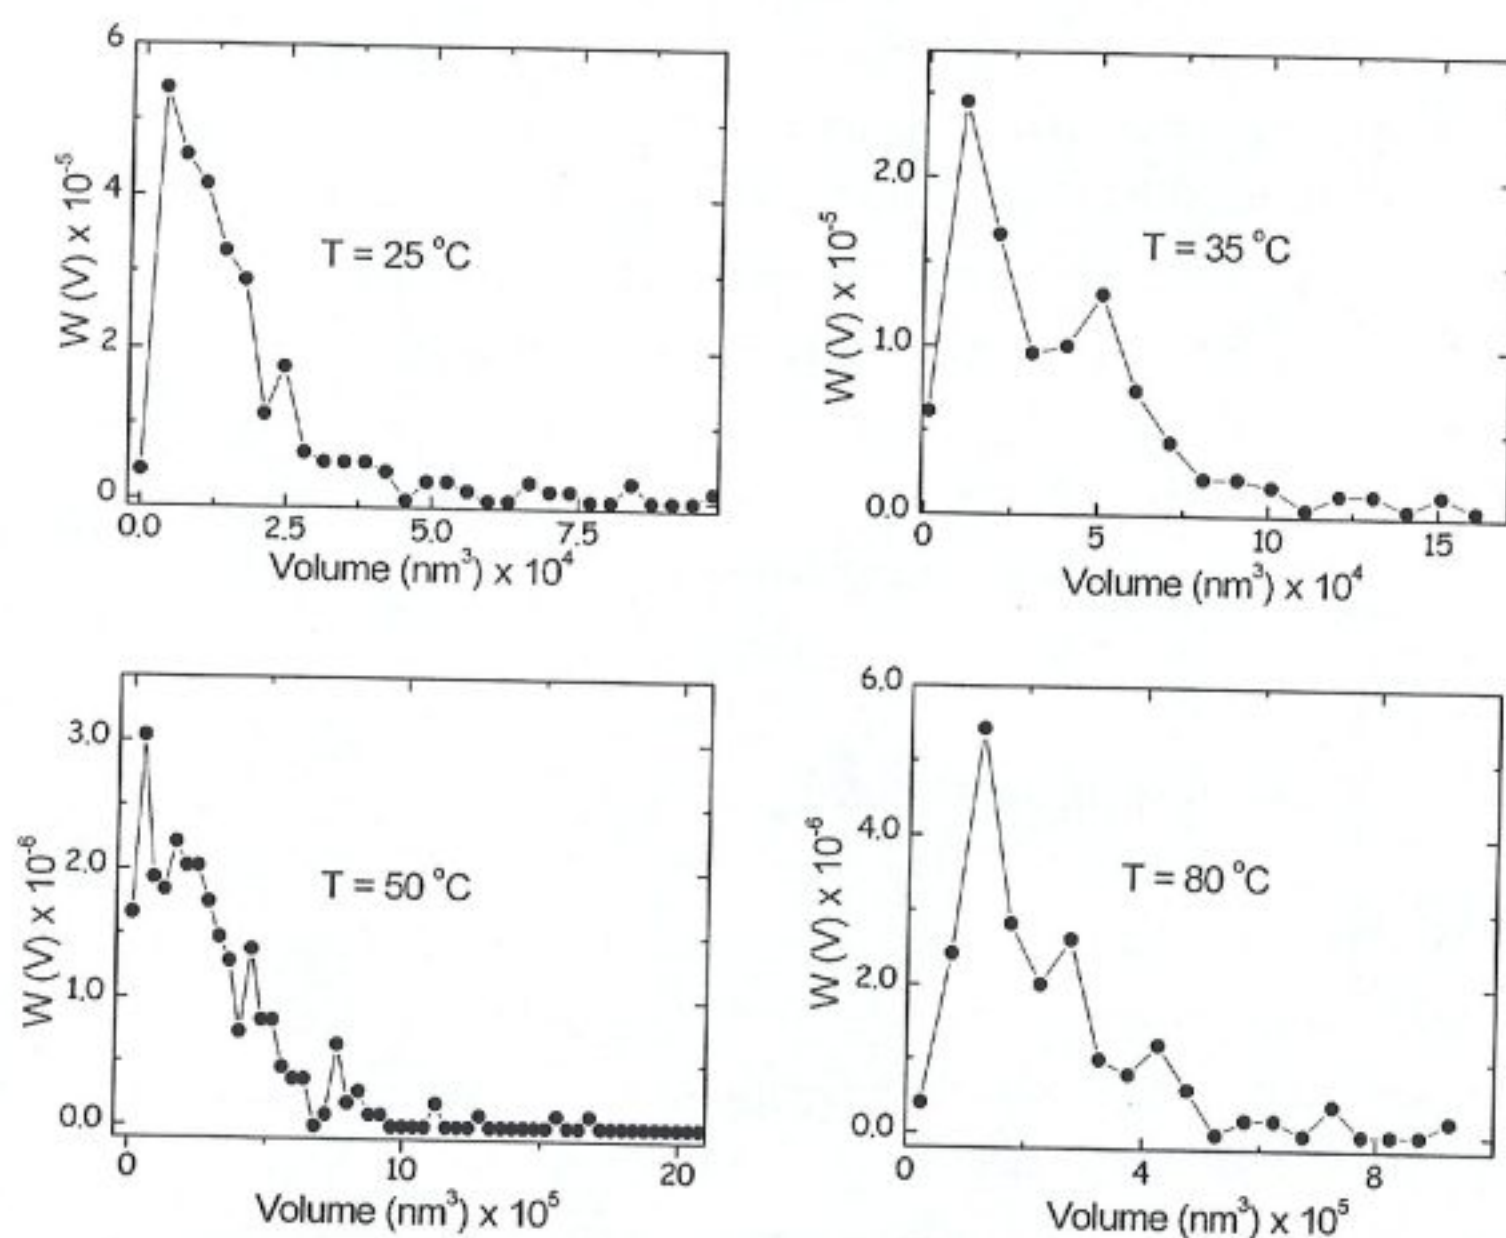 6
4
2
0
W (V) x 10⁻⁵
T = 25 °C
0.0 2.5 5.0 7.5
Volume (nm³) x 10⁴
2.0
1.0
0.0
W (V) x 10⁻⁵
T = 35 °C
0 5 10 15
Volume (nm³) x 10⁴
3.0
2.0
1.0
0.0
W (V) x 10⁻⁶
T = 50 °C
0 10 20
Volume (nm³) x 10⁵
6.0
4.0
2.0
0.0
W (V) x 10⁻⁶
T = 80 °C
0 4 8
Volume (nm³) x 10⁵